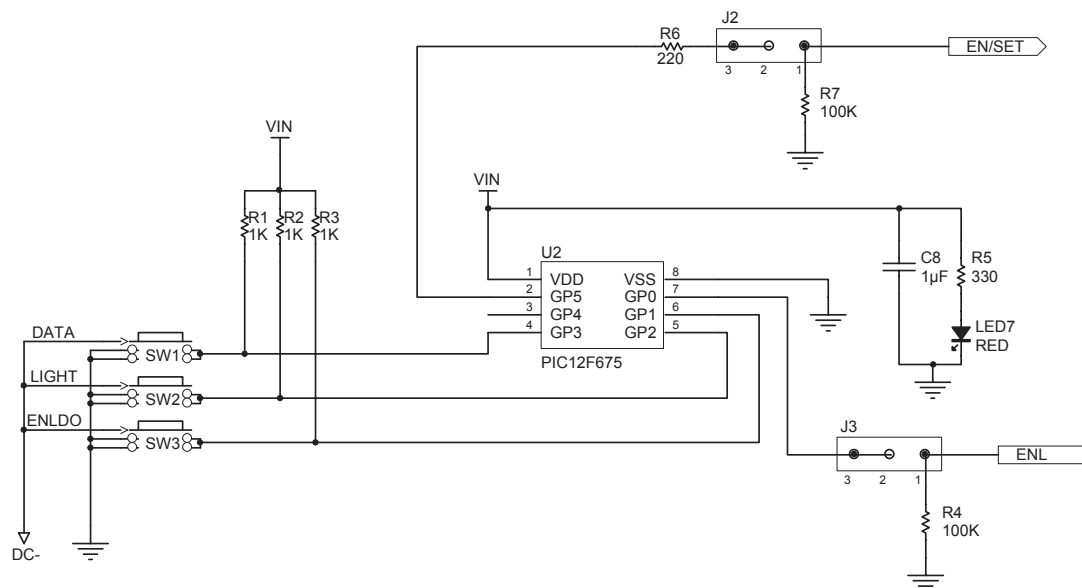 J2
R6
220
EN/SET
3 2 1
R7
100K
VIN
VIN
R1
1K
R2
1K
R3
1K
C8
1µF
R5
330
U2
1 VDD VSS 8
2 GP5 GP0 7
3 GP4 GP1 6
4 GP3 GP2 5
PIC12F675
LED7
RED
DATA
SW1
LIGHT
SW2
ENLDO
SW3
J3
ENL
3 2 1
R4
100K
DC-